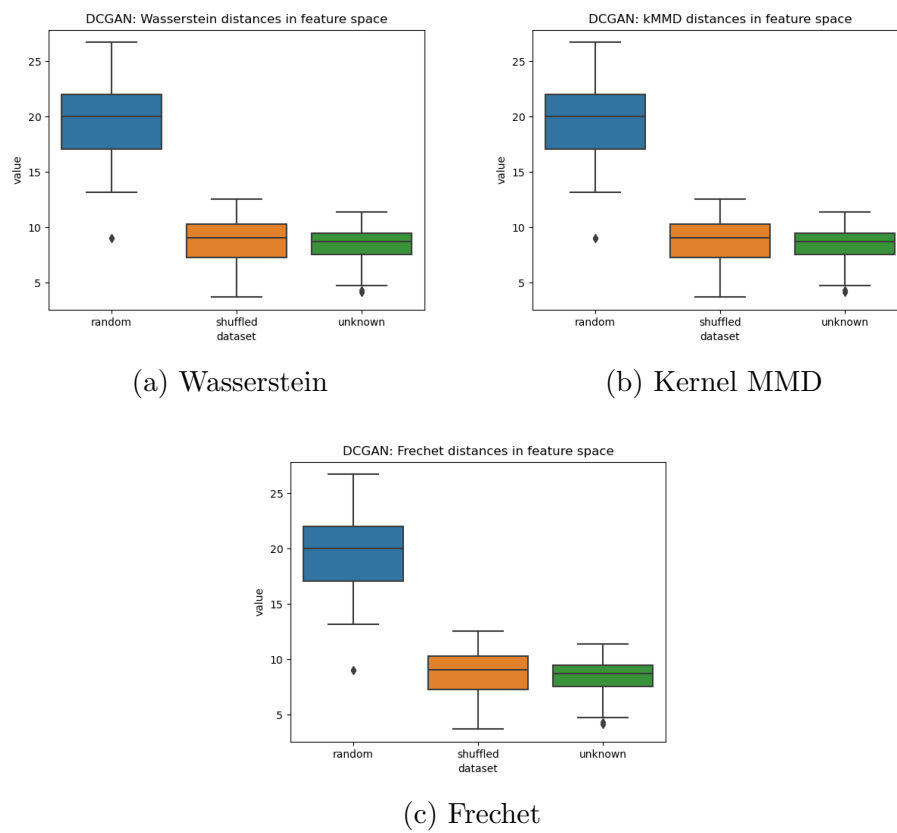 DCGAN: Wasserstein distances in feature space
value
25
20
15
10
5
random
shuffled
unknown
dataset
(a) Wasserstein
DCGAN: kMMD distances in feature space
value
25
20
15
10
5
random
shuffled
unknown
dataset
(b) Kernel MMD
DCGAN: Frechet distances in feature space
value
25
20
15
10
5
random
shuffled
unknown
dataset
(c) Frechet